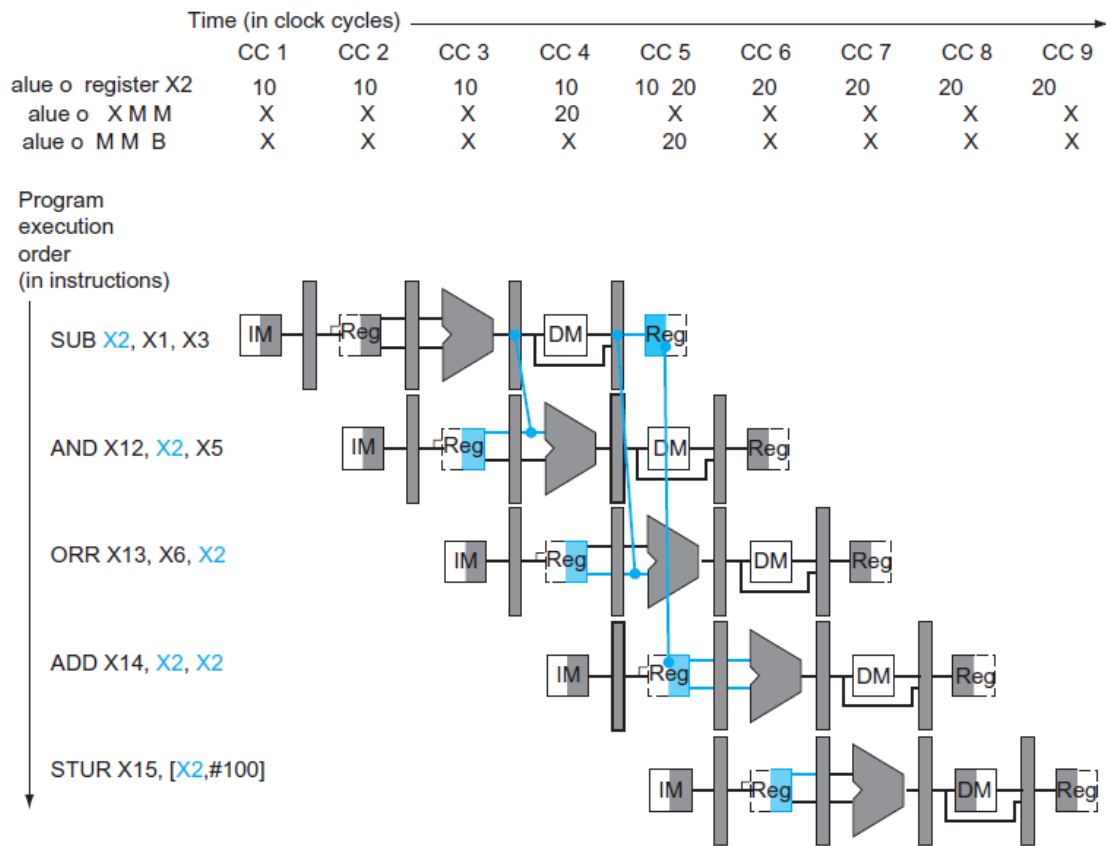 Time (in clock cycles)
CC 1 CC 2 CC 3 CC 4 CC 5 CC 6 CC 7 CC 8 CC 9
alue o register X2 10 10 10 10 10 20 20 20 20 20
alue o X M M X X X 20 X X X X X
alue o M M B X X X X 20 X X X X
Program
execution
order
(in instructions)
SUB X2, X1, X3
IM Reg DM Reg
AND X12, X2, X5
IM Reg DM Reg
ORR X13, X6, X2
IM Reg DM Reg
ADD X14, X2, X2
IM Reg DM Reg
STUR X15, [X2,#100]
IM Reg DM Reg